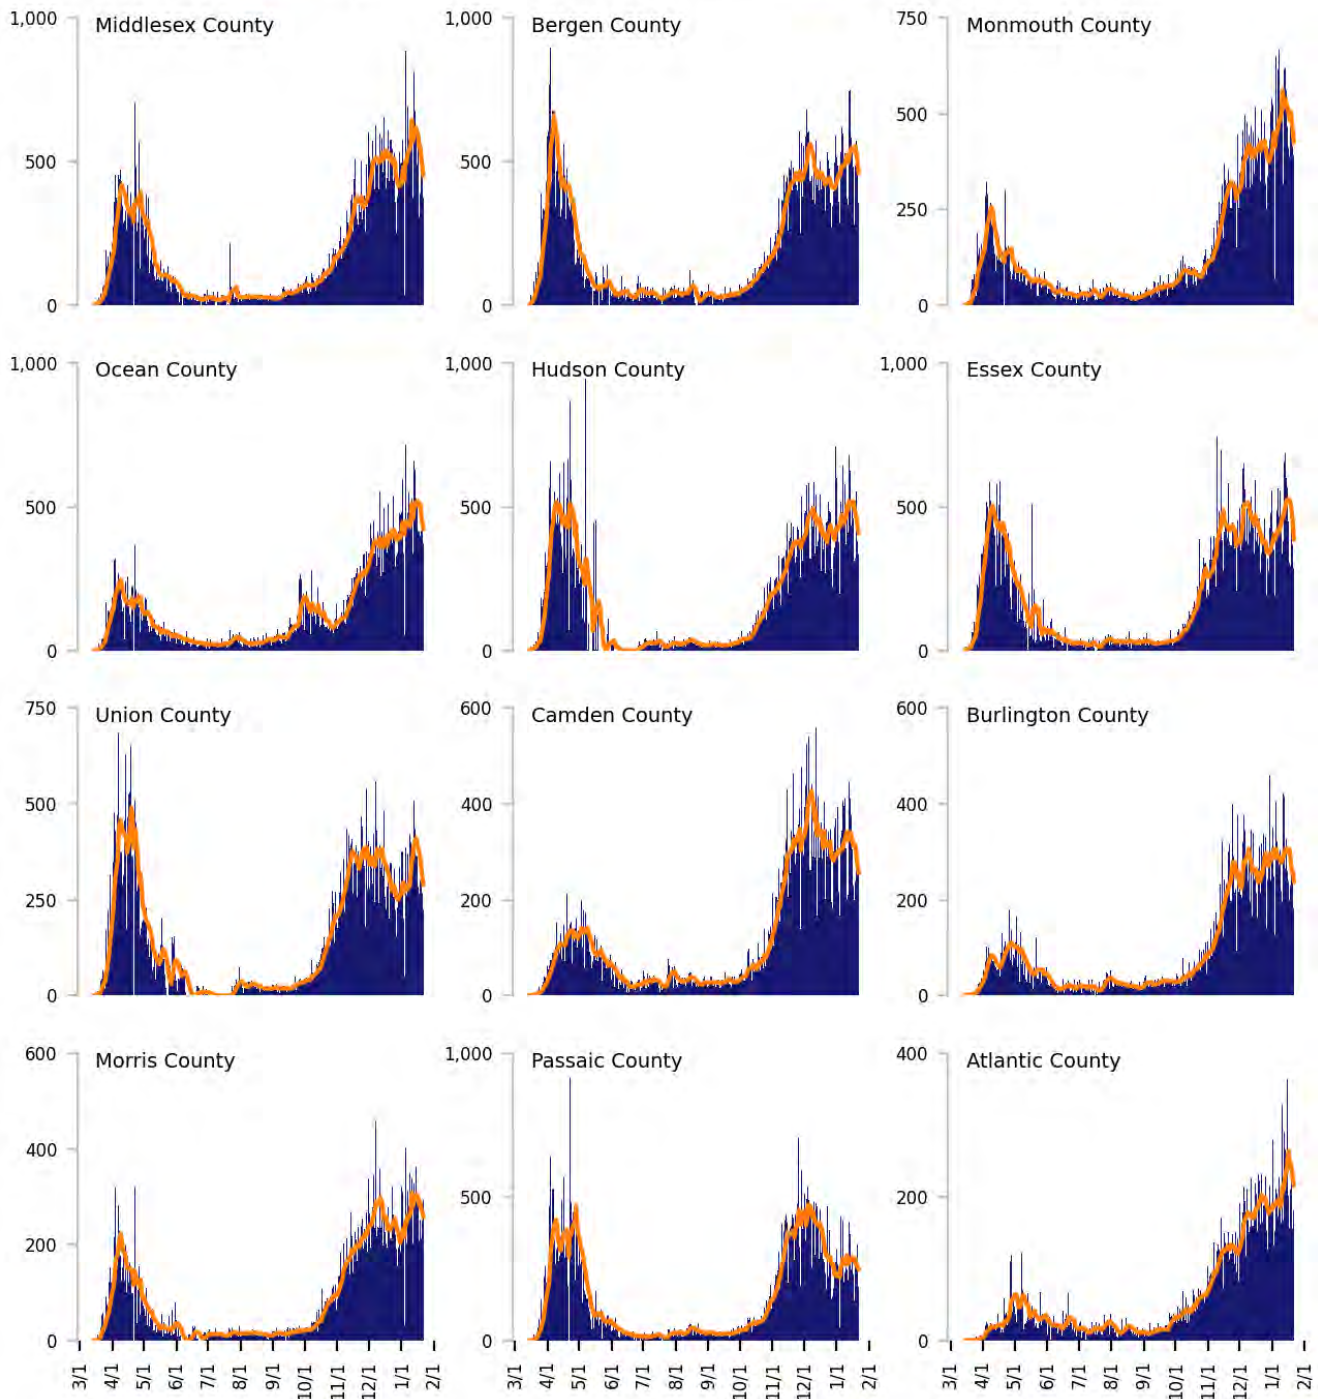 1,000 Middlesex County
500
0
1,000 Bergen County
500
0
750 Monmouth County
500
250
0
1,000 Ocean County
500
0
1,000 Hudson County
500
0
1,000 Essex County
500
0
750 Union County
500
250
0
600 Camden County
400
200
0
600 Burlington County
400
200
0
600 Morris County
400
200
0
1,000 Passaic County
500
0
400 Atlantic County
200
0
3/1 4/1 5/1 6/1 7/1 8/1 9/1 10/1 11/1 12/1 1/1 2/1
3/1 4/1 5/1 6/1 7/1 8/1 9/1 10/1 11/1 12/1 1/1 2/1
3/1 4/1 5/1 6/1 7/1 8/1 9/1 10/1 11/1 12/1 1/1 2/1